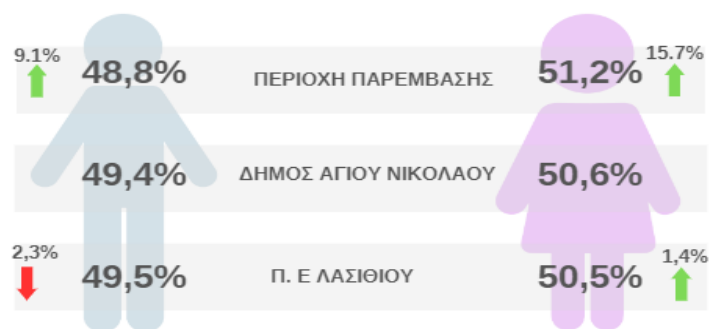 9.1% 48,8% ΠΕΡΙΟΧΗ ΠΑΡΕΜΒΑΣΗΣ 51,2% 15.7%
49,4% ΔΗΜΟΣ ΑΓΙΟΥ ΝΙΚΟΛΑΟΥ 50,6%
2,3% 49,5% Π. Ε ΛΑΣΙΘΙΟΥ 50,5% 1,4%